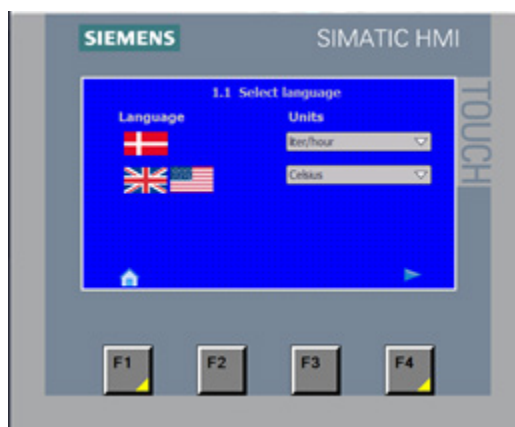 SIEMENS
SIMATIC HMI
TOUCH
1.1 Select language
Language
Units
liter/hour
Celsius
F1
F2
F3
F4